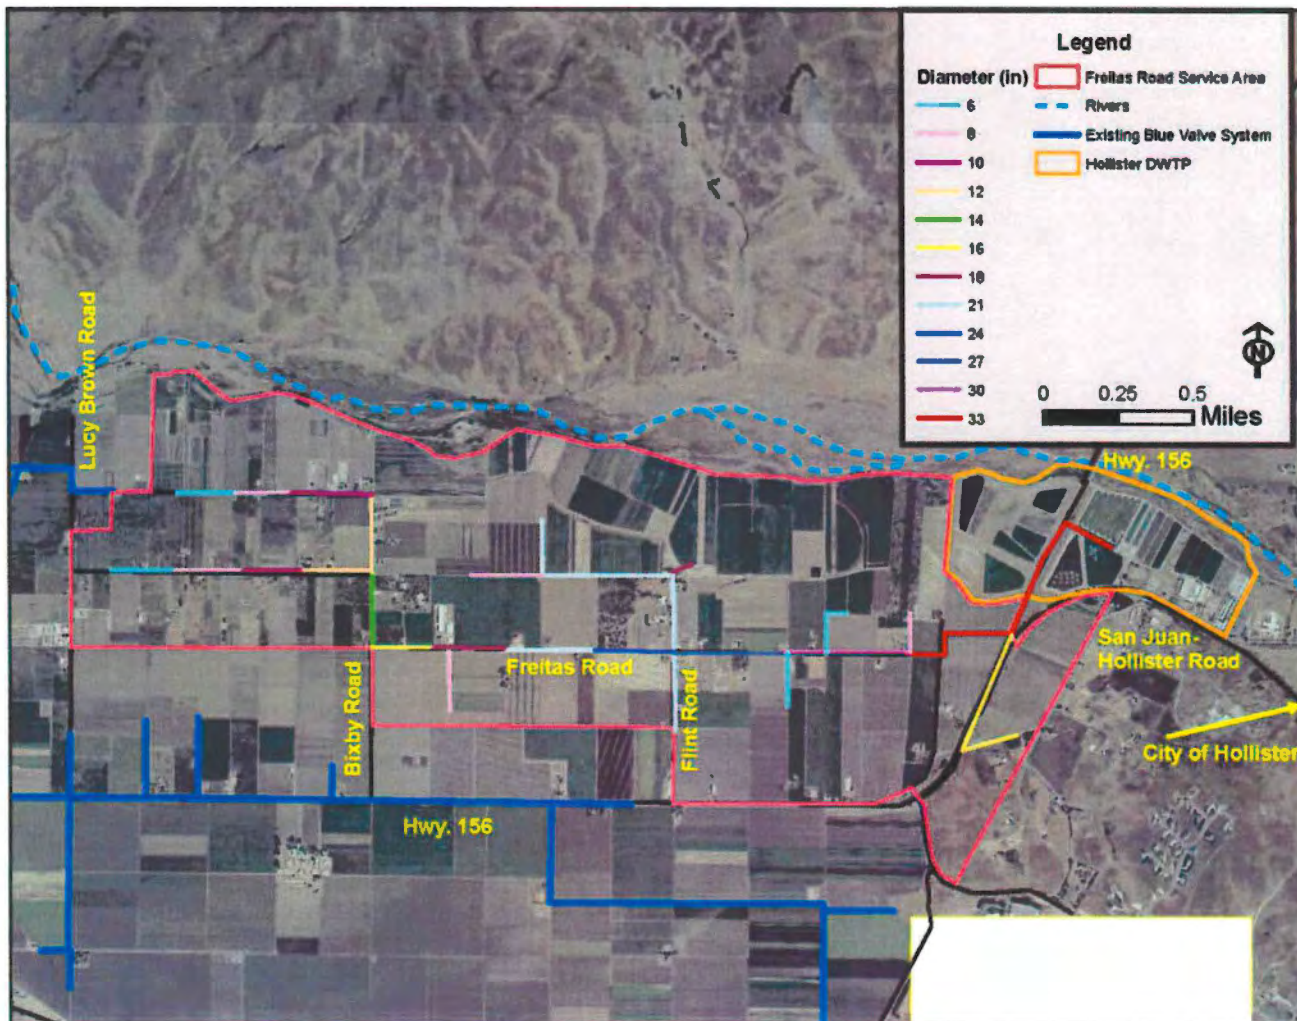 Legend
Diameter (in)
6
8
10
12
14
16
18
21
24
27
30
33
Freitas Road Service Area
Rivers
Existing Blue Valve System
Hollister DWTP
N
0 0.25 0.5
Miles
Lucy Brown Road
Hwy. 156
San Juan-
Hollister Road
Freitas Road
Bixby Road
Flint Road
City of Hollister
Hwy. 156